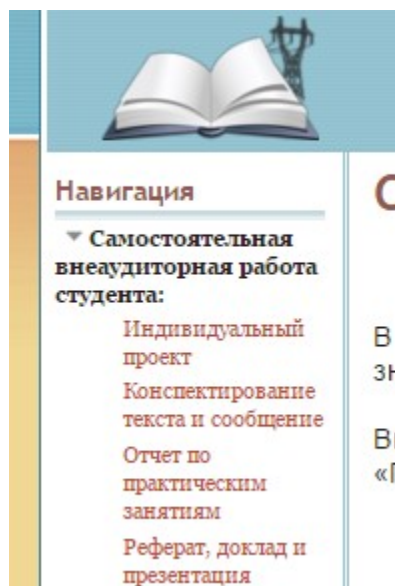 Навигация
Самостоятельная
внеаудиторная работа
студента:
Индивидуальный
проект
Конспектирование
текста и сообщение
Отчет по
практическим
занятиям
Реферат, доклад и
презентация
В